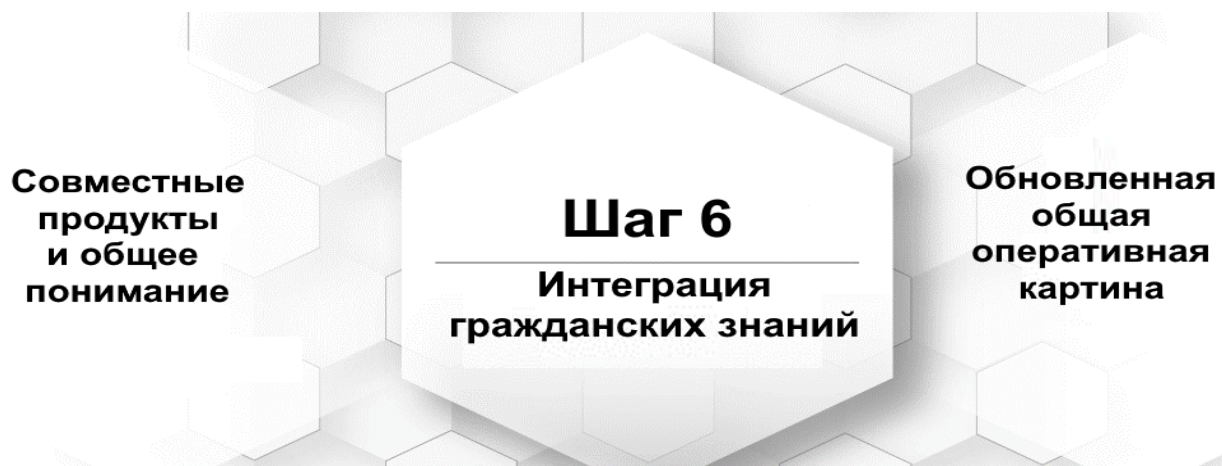 Совместные
продукты
и общее
понимание
Шаг 6
Интеграция
гражданских знаний
Обновленная
общая
оперативная
картина